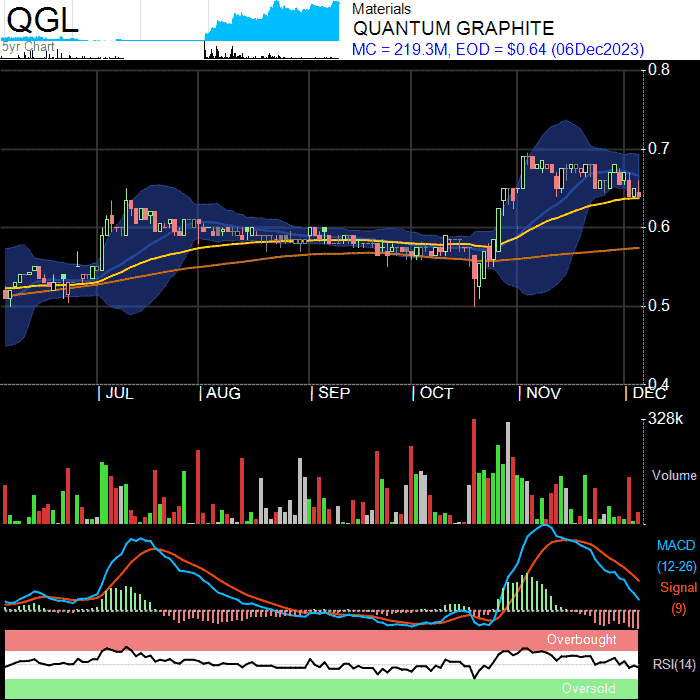 QGL
5yr Chart
Materials
QUANTUM GRAPHITE
MC = 219.3M, EOD = $0.64 (06Dec2023)
0.8
0.7
0.6
0.5
0.4
| JUL | AUG | SEP | OCT | NOV | DEC
328k
Volume
MACD
(12-26)
Signal
(9)
Overbought
RSI(14)
Oversold